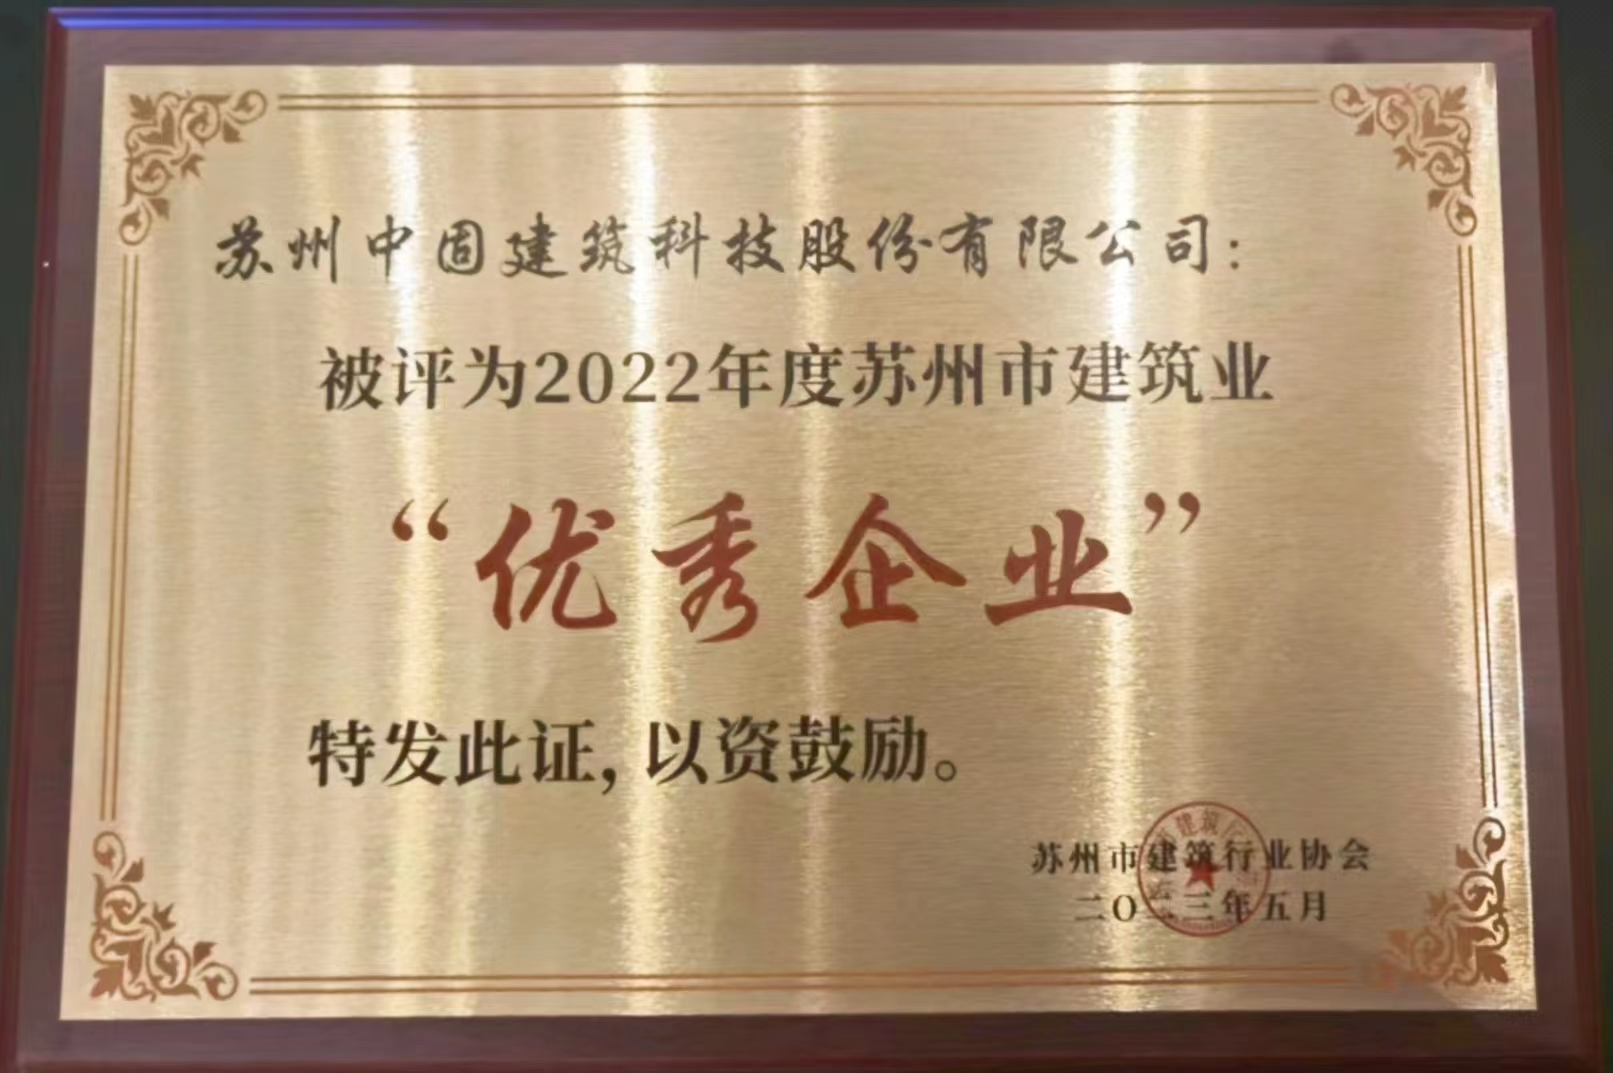 苏州中固建筑科技股份有限公司：
被评为2022年度苏州市建筑业
“优秀企业”
特发此证，以资鼓励。
苏州市建筑行业协会
二〇二三年五月